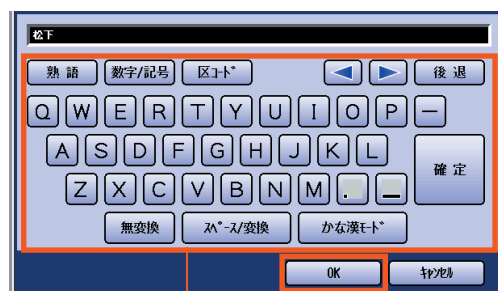 松下
熟語 数字/記号 区ｺｰﾄﾞ 後退
Q W E R T Y U I O P ー
A S D F G H J K L 確定
Z X C V B N M . _
無変換 ｽﾍﾟｰｽ/変換 かな漢ﾓｰﾄﾞ
OK ｷｬﾝｾﾙ